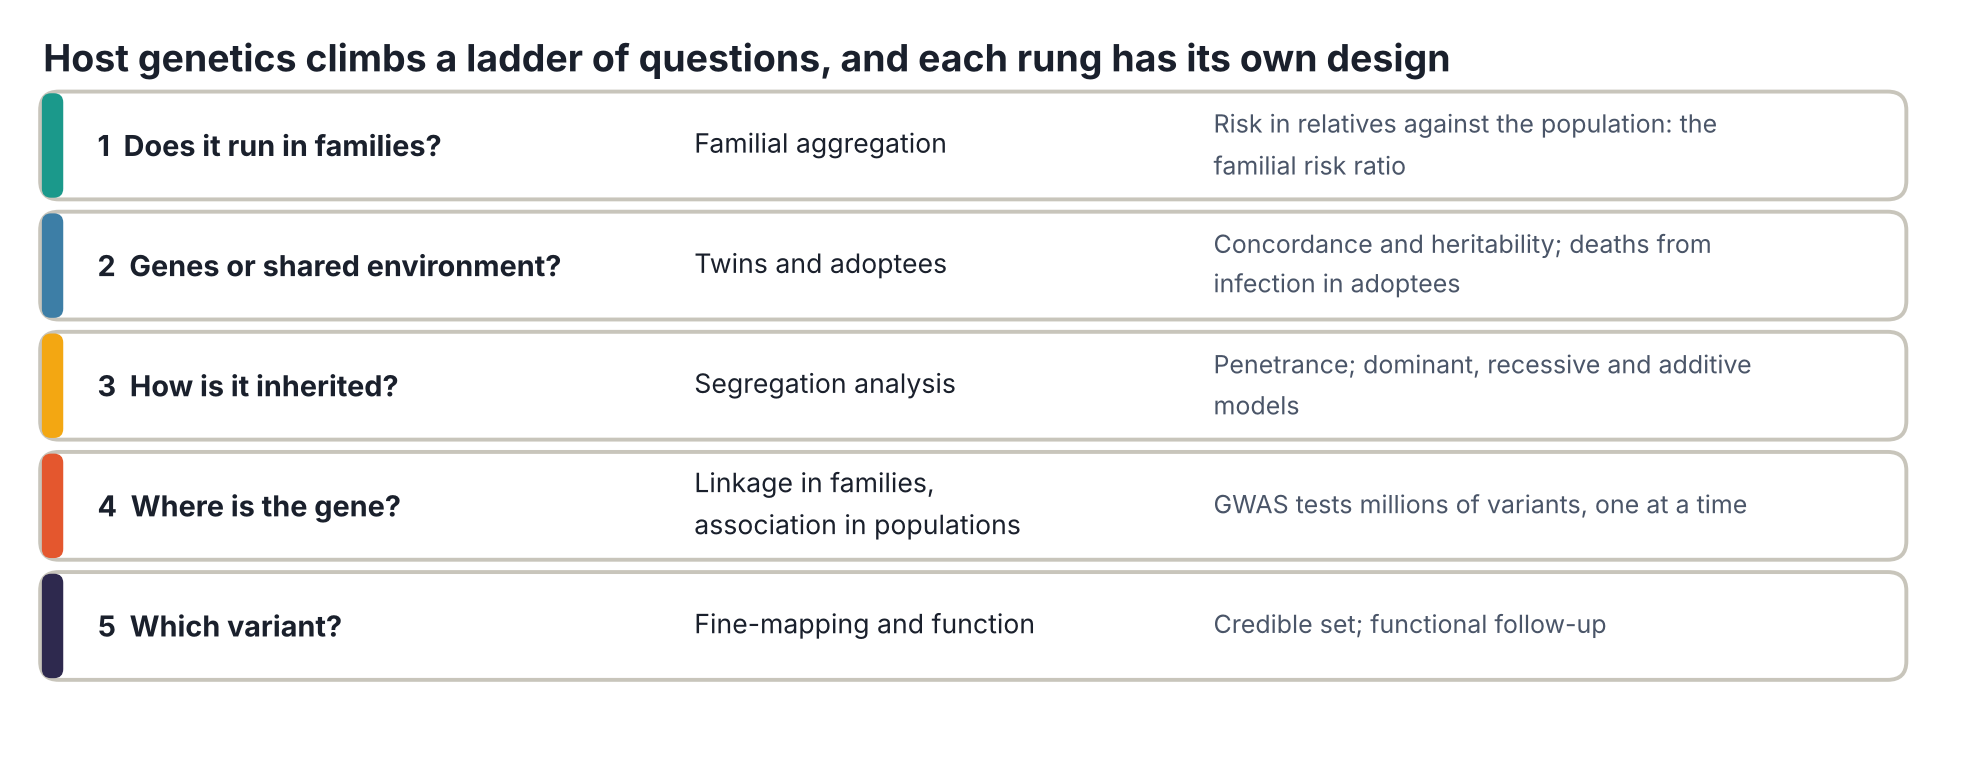 Host genetics climbs a ladder of questions, and each rung has its own design
1 Does it run in families?
Familial aggregation
Risk in relatives against the population: the
familial risk ratio
2 Genes or shared environment?
Twins and adoptees
Concordance and heritability; deaths from
infection in adoptees
3 How is it inherited?
Segregation analysis
Penetrance; dominant, recessive and additive
models
4 Where is the gene?
Linkage in families,
association in populations
GWAS tests millions of variants, one at a time
5 Which variant?
Fine-mapping and function
Credible set; functional follow-up